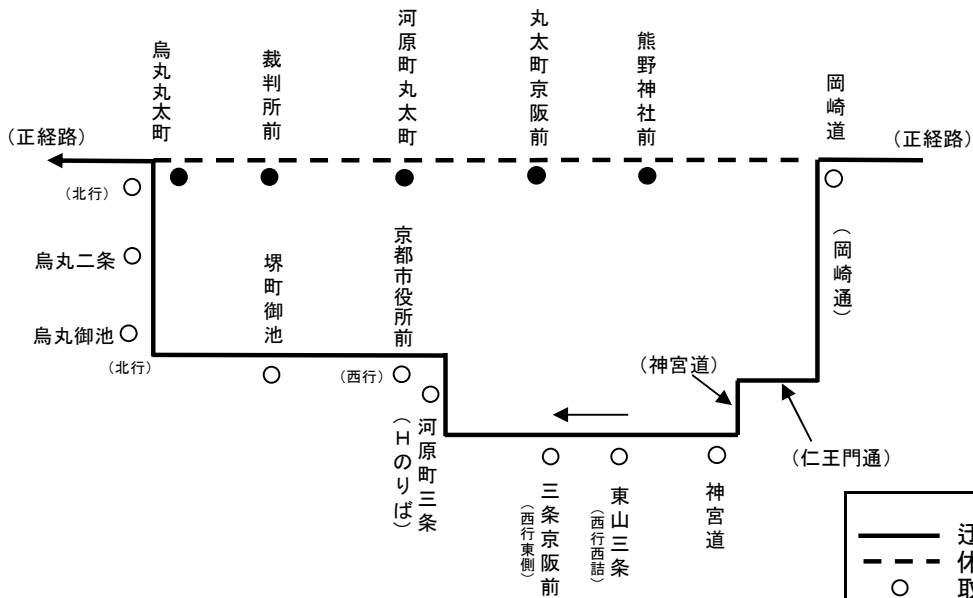 烏丸丸太町
裁判所前
河原町丸太町
丸太町京阪前
熊野神社前
岡崎道
(正経路)
(正経路)
(北行)
烏丸二条
烏丸御池
(北行)
堺町御池
京都市役所前
(西行)
河原町三条
(Hのりば)
三条京阪前
(西行東側)
東山三条
(西行西詰)
神宮道
(神宮道)
(岡崎通)
(仁王門通)
迂
休
取